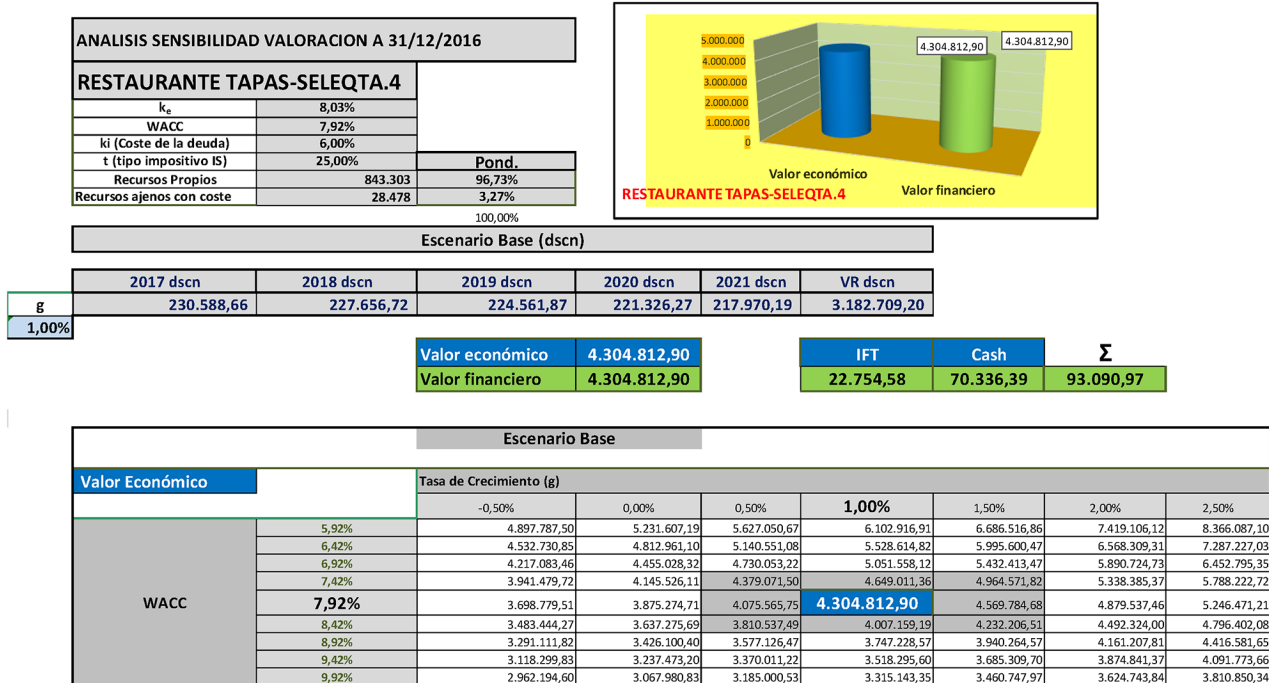 ANALISIS SENSIBILIDAD VALORACION A 31/12/2016
RESTAURANTE TAPAS-SELEQTA.4
ke 8,03%
WACC 7,92%
ki (Coste de la deuda) 6,00%
t (tipo impositivo IS) 25,00% Pond.
Recursos Propios 843.303 96,73%
Recursos ajenos con coste 28.478 3,27%
100,00%
5.000.000
4.000.000
3.000.000
2.000.000
1.000.000
0
4.304.812,90
4.304.812,90
Valor económico
Valor financiero
RESTAURANTE TAPAS-SELEQTA.4
Escenario Base (dscn)
2017 dscn 2018 dscn 2019 dscn 2020 dscn 2021 dscn VR dscn
g 230.588,66 227.656,72 224.561,87 221.326,27 217.970,19 3.182.709,20
1,00%
Valor económico 4.304.812,90 IFT Cash Σ
Valor financiero 4.304.812,90 22.754,58 70.336,39 93.090,97
Escenario Base
Valor Económico Tasa de Crecimiento (g)
-0,50% 0,00% 0,50% 1,00% 1,50% 2,00% 2,50%
5,92% 4.897.787,50 5.231.607,19 5.627.050,67 6.102.916,91 6.686.516,86 7.419.106,12 8.366.087,10
6,42% 4.532.730,85 4.812.961,10 5.140.551,08 5.528.614,82 5.995.600,47 6.568.309,31 7.287.227,03
6,92% 4.217.083,46 4.455.028,32 4.730.053,22 5.051.558,12 5.432.413,47 5.890.724,73 6.452.795,35
7,42% 3.941.479,72 4.145.526,11 4.379.071,50 4.649.011,36 4.964.571,82 5.338.385,37 5.788.222,72
WACC 7,92% 3.698.779,51 3.875.274,71 4.075.565,75 4.304.812,90 4.569.784,68 4.879.537,46 5.246.471,21
8,42% 3.483.444,27 3.637.275,69 3.810.537,49 4.007.159,19 4.232.206,51 4.492.324,00 4.796.402,08
8,92% 3.291.111,82 3.426.100,40 3.577.126,47 3.747.228,57 3.940.264,57 4.161.207,81 4.416.581,65
9,42% 3.118.299,83 3.237.473,20 3.370.011,22 3.518.295,60 3.685.309,70 3.874.841,37 4.091.773,66
9,92% 2.962.194,60 3.067.980,83 3.185.000,53 3.315.143,35 3.460.747,97 3.624.743,84 3.810.850,34